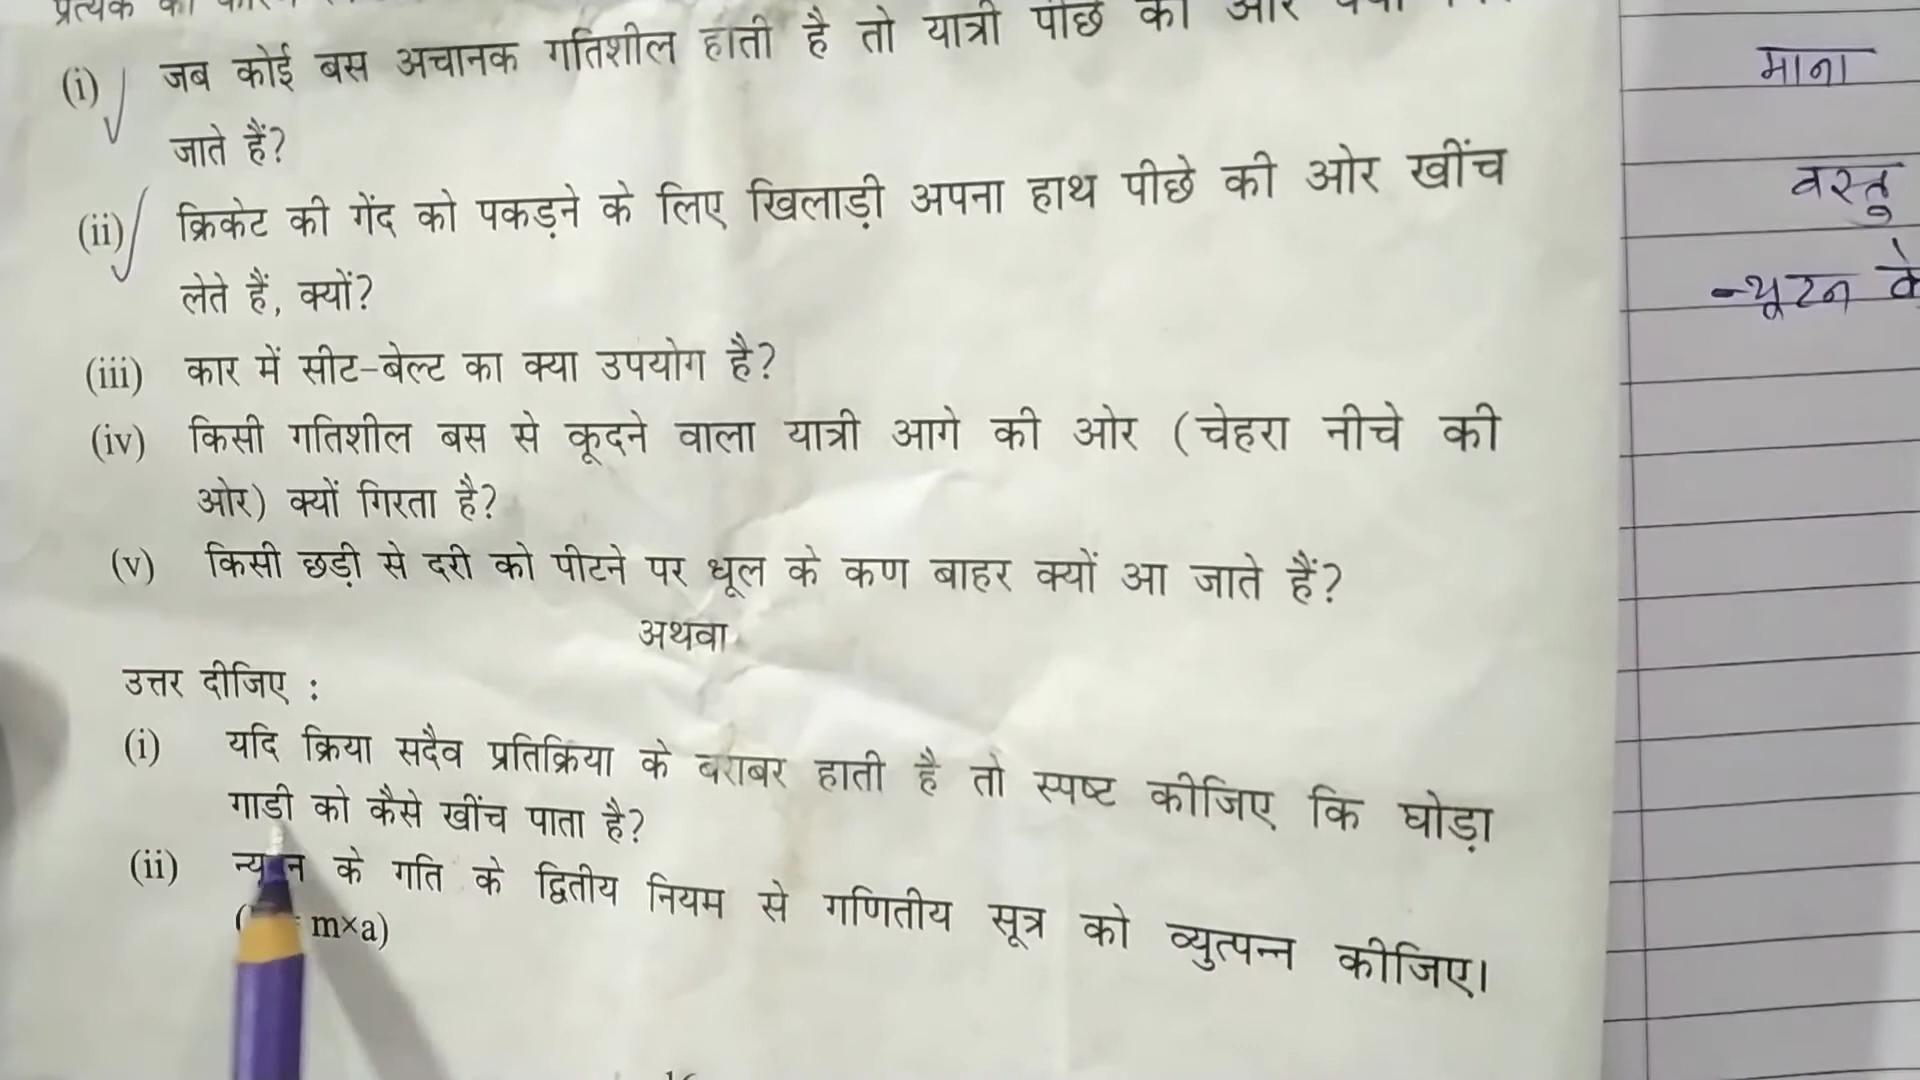 प्रत्येक का कारण
(i) जब कोई बस अचानक गतिशील होती है तो यात्री पीछे की ओर
जाते हैं?
(ii) क्रिकेट की गेंद को पकड़ने के लिए खिलाड़ी अपना हाथ पीछे की ओर खींच
लेते हैं, क्यों?
(iii) कार में सीट-बेल्ट का क्या उपयोग है?
(iv) किसी गतिशील बस से कूदने वाला यात्री आगे की ओर (चेहरा नीचे की
ओर) क्यों गिरता है?
(v) किसी छड़ी से दरी को पीटने पर धूल के कण बाहर क्यों आ जाते हैं?
अथवा
उत्तर दीजिए :
(i) यदि क्रिया सदैव प्रतिक्रिया के बराबर होती है तो स्पष्ट कीजिए कि घोड़ा
गाड़ी को कैसे खींच पाता है?
(ii) के गति के द्वितीय नियम से गणितीय सूत्र को व्युत्पन्न कीजिए।
m×a)
माना
वस्तु
न्यूटन के